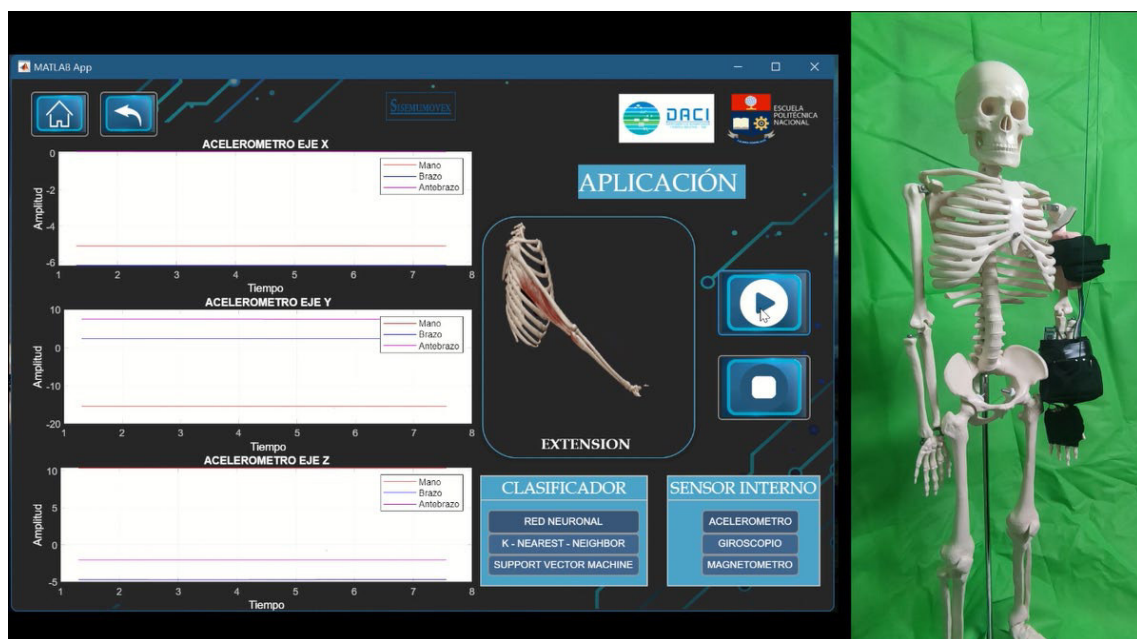 MATLAB App
SISEMUMOVEX
DACI
ESCUELA
POLITÉCNICA
NACIONAL
APLICACIÓN
ACELEROMETRO EJE X
0
-2
-4
-6
Amplitud
Mano
Brazo
Antebrazo
1 2 3 4 5 6 7 8
Tiempo
ACELEROMETRO EJE Y
10
0
-10
-20
Amplitud
Mano
Brazo
Antebrazo
1 2 3 4 5 6 7 8
Tiempo
ACELEROMETRO EJE Z
10
5
0
-5
Amplitud
Mano
Brazo
Antebrazo
1 2 3 4 5 6 7 8
Tiempo
EXTENSION
CLASIFICADOR
RED NEURONAL
K - NEAREST - NEIGHBOR
SUPPORT VECTOR MACHINE
SENSOR INTERNO
ACELEROMETRO
GIROSCOPIO
MAGNETOMETRO